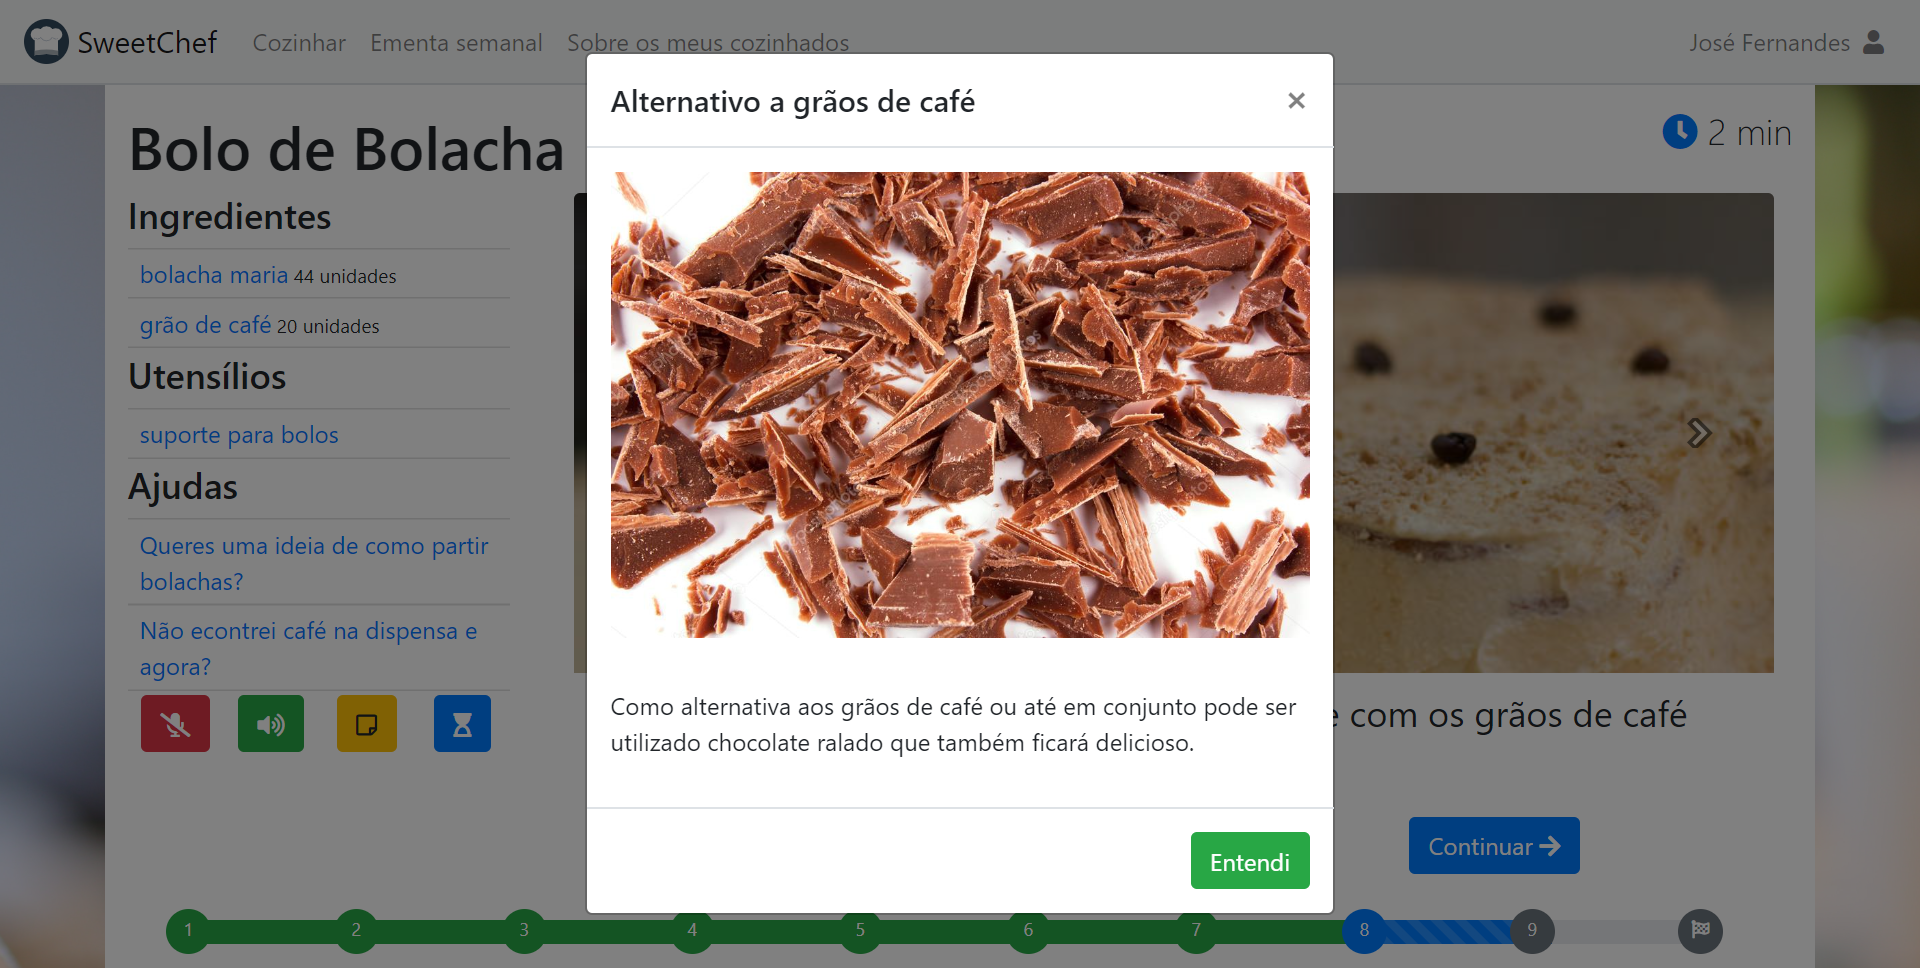 SweetChef Cozinhar Ementa semanal Sobre os meus cozinhados José Fernandes
Alternativo a grãos de café ×
Bolo de Bolacha
2 min
Ingredientes
bolacha maria 44 unidades
grão de café 20 unidades
Utensílios
suporte para bolos
Ajudas
Queres uma ideia de como partir
bolachas?
Não econtrei café na dispensa e
agora?
Como alternativa aos grãos de café ou até em conjunto pode ser
utilizado chocolate ralado que também ficará delicioso.
com os grãos de café
Entendi
Continuar
1 2 3 4 5 6 7 8 9